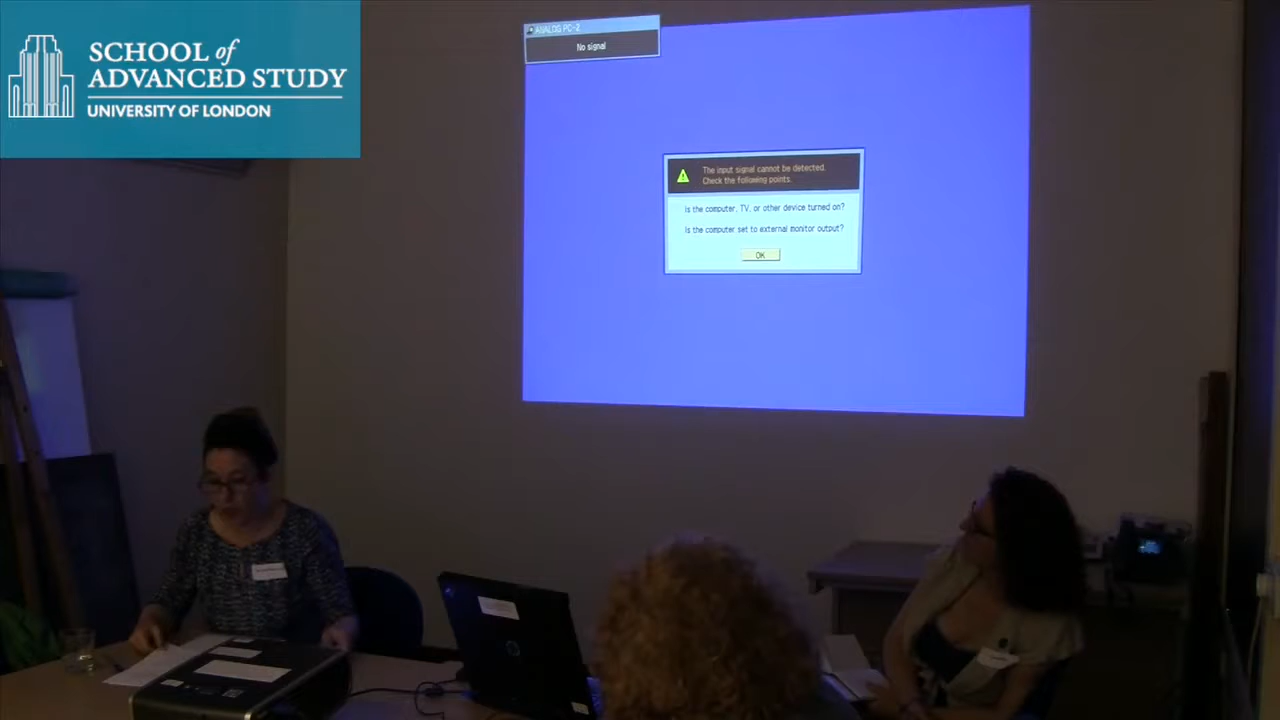 SCHOOL of
ADVANCED STUDY
UNIVERSITY OF LONDON
ANALOG PC-2
No signal
The input signal cannot be detected.
Check the following points.
Is the computer, TV, or other device turned on?
Is the computer set to external monitor output?
OK